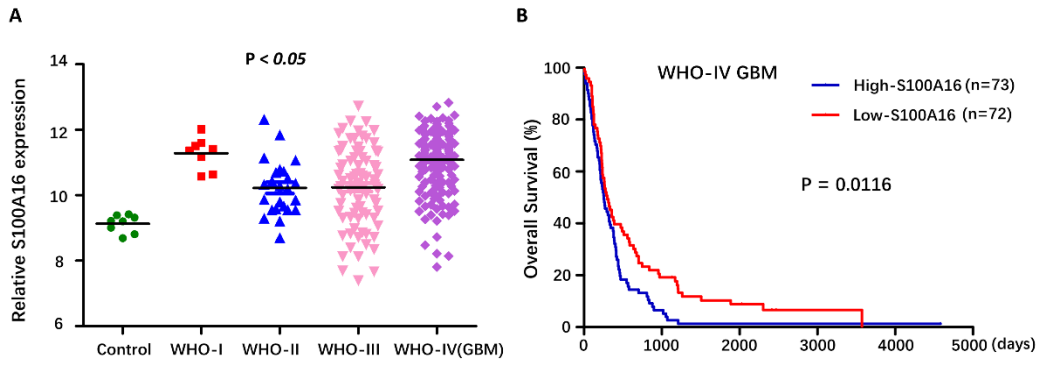 A
P < 0.05
Relative S100A16 expression
14
12
10
8
6
Control WHO-I WHO-II WHO-III WHO-IV(GBM)
B
WHO-IV GBM
High-S100A16 (n=73)
Low-S100A16 (n=72)
P = 0.0116
Overall Survival (%)
100
80
60
40
20
0
0 1000 2000 3000 4000 5000 (days)